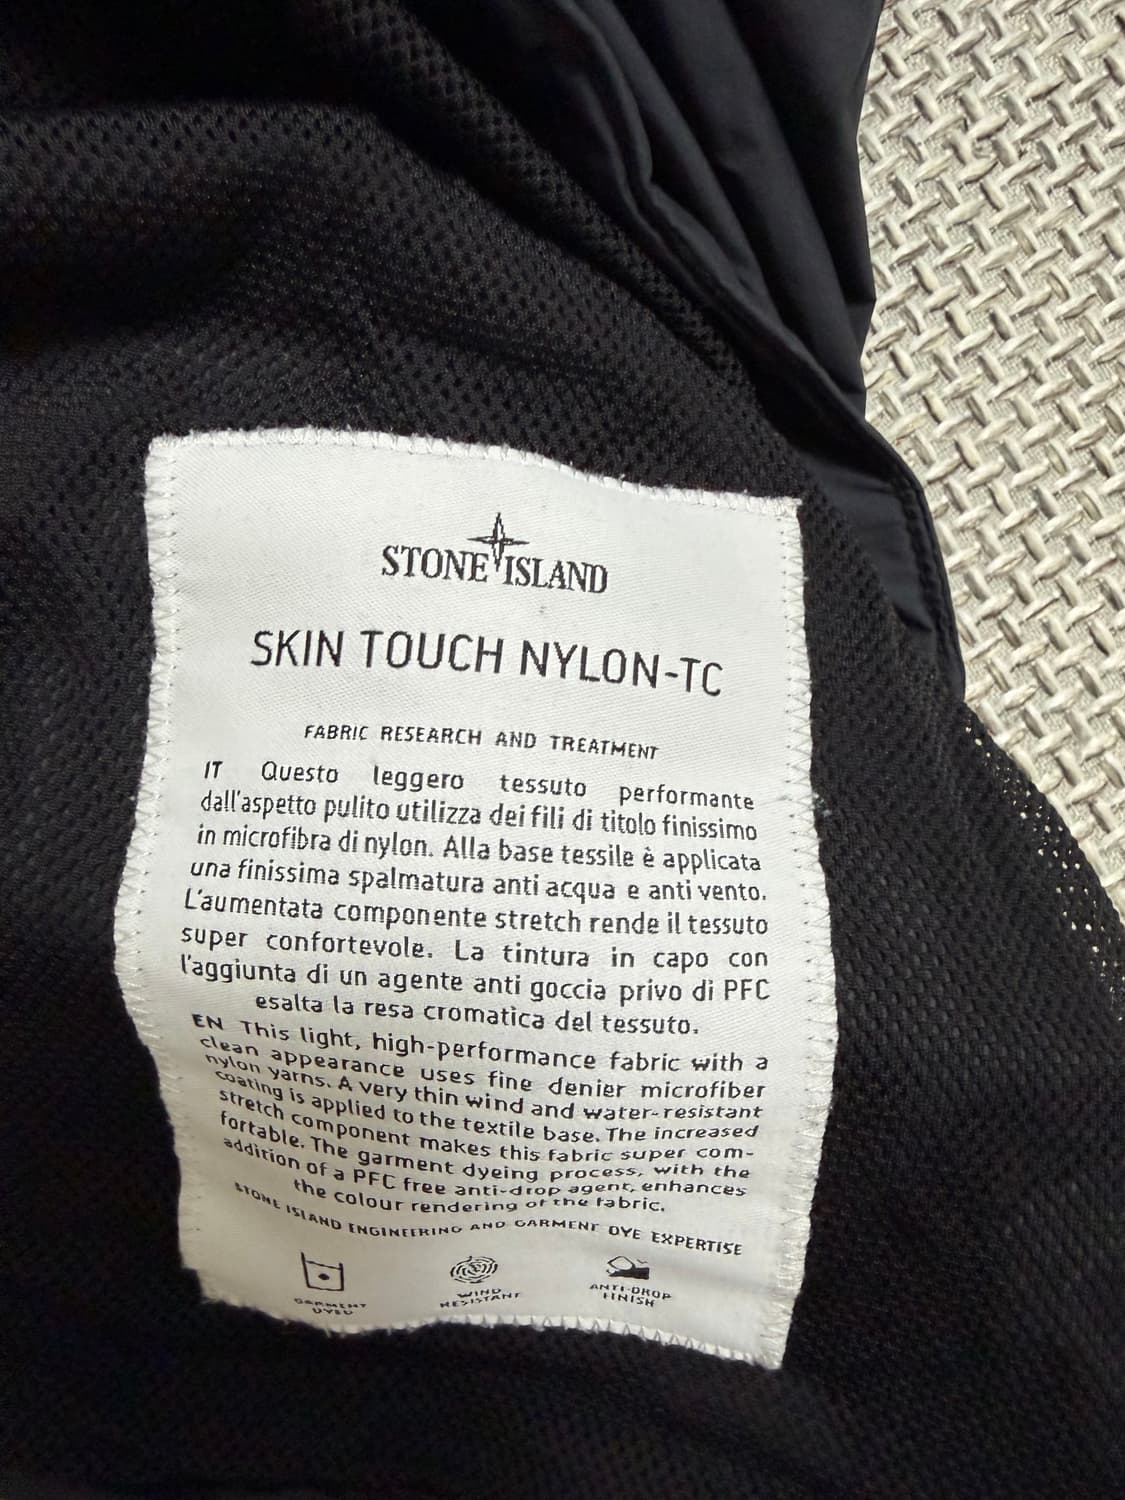 STONE ISLAND
SKIN TOUCH NYLON-TC
FABRIC RESEARCH AND TREATMENT
IT Questo leggero tessuto performante
dall'aspetto pulito utilizza dei fili di titolo finissimo
in microfibra di nylon. Alla base tessile è applicata
una finissima spalmatura anti acqua e anti vento.
L'aumentata componente stretch rende il tessuto
super confortevole. La tintura in capo con
l'aggiunta di un agente anti goccia privo di PFC
esalta la resa cromatica del tessuto.
EN This light, high-performance fabric with a
clean appearance uses fine denier microfiber
nylon yarns. A very thin wind and water-resistant
coating is applied to the textile base. The increased
stretch component makes this fabric super com-
fortable. The garment dyeing process, with the
addition of a PFC free anti-drop agent, enhances
the colour rendering of the fabric.
STONE ISLAND ENGINEERING AND GARMENT DYE EXPERTISE
GARMENT
DYED
WIND
RESISTANT
ANTI-DROP
FINISH